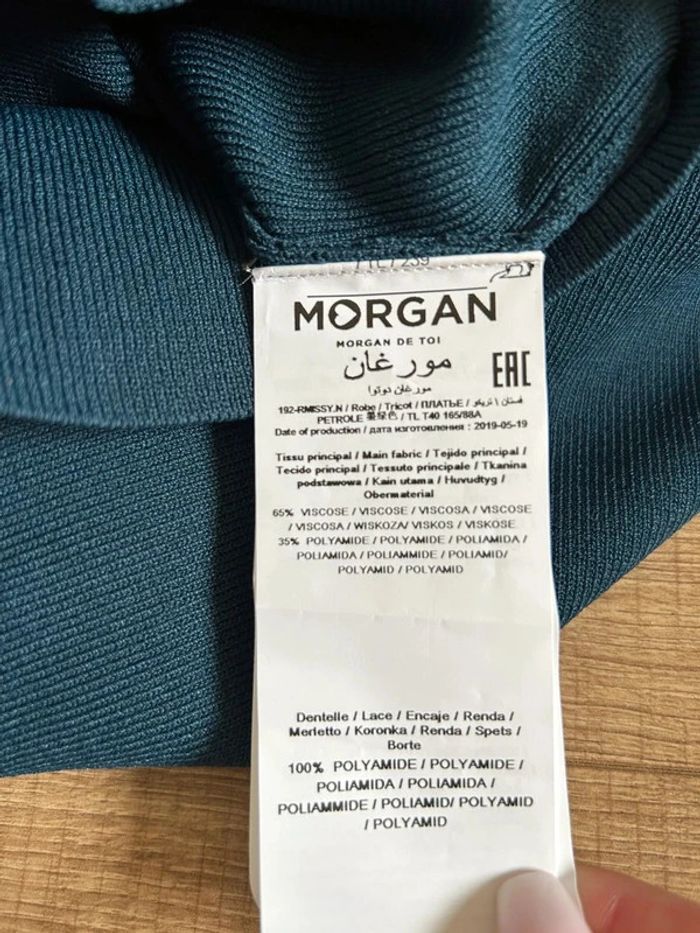 MORGAN
MORGAN DE TOI
مورغان
EAC
مورغان دوتوا
192-RMISSY.N / Robe / Tricot / ПЛАТЬЕ / فستان \ تريكو
PETROLE 墨绿色 / TL T40 165/88A
Date of production / дата изготовления : 2019-05-19
Tissu principal / Main fabric / Tejido principal /
Tecido principal / Tessuto principale / Tkanina
podstawowa / Kain utama / Huvudtyg /
Obermaterial
65% VISCOSE / VISCOSE / VISCOSA / VISCOSE
/ VISCOSA / WISKOZA/ VISKOS / VISKOSE
35% POLYAMIDE / POLYAMIDE / POLIAMIDA /
POLIAMIDA / POLIAMMIDE / POLIAMID/
POLYAMID / POLYAMID
Dentelle / Lace / Encaje / Renda /
Merletto / Koronka / Renda / Spets /
Borte
100% POLYAMIDE / POLYAMIDE /
POLIAMIDA / POLIAMIDA /
POLIAMMIDE / POLIAMID/ POLYAMID
/ POLYAMID